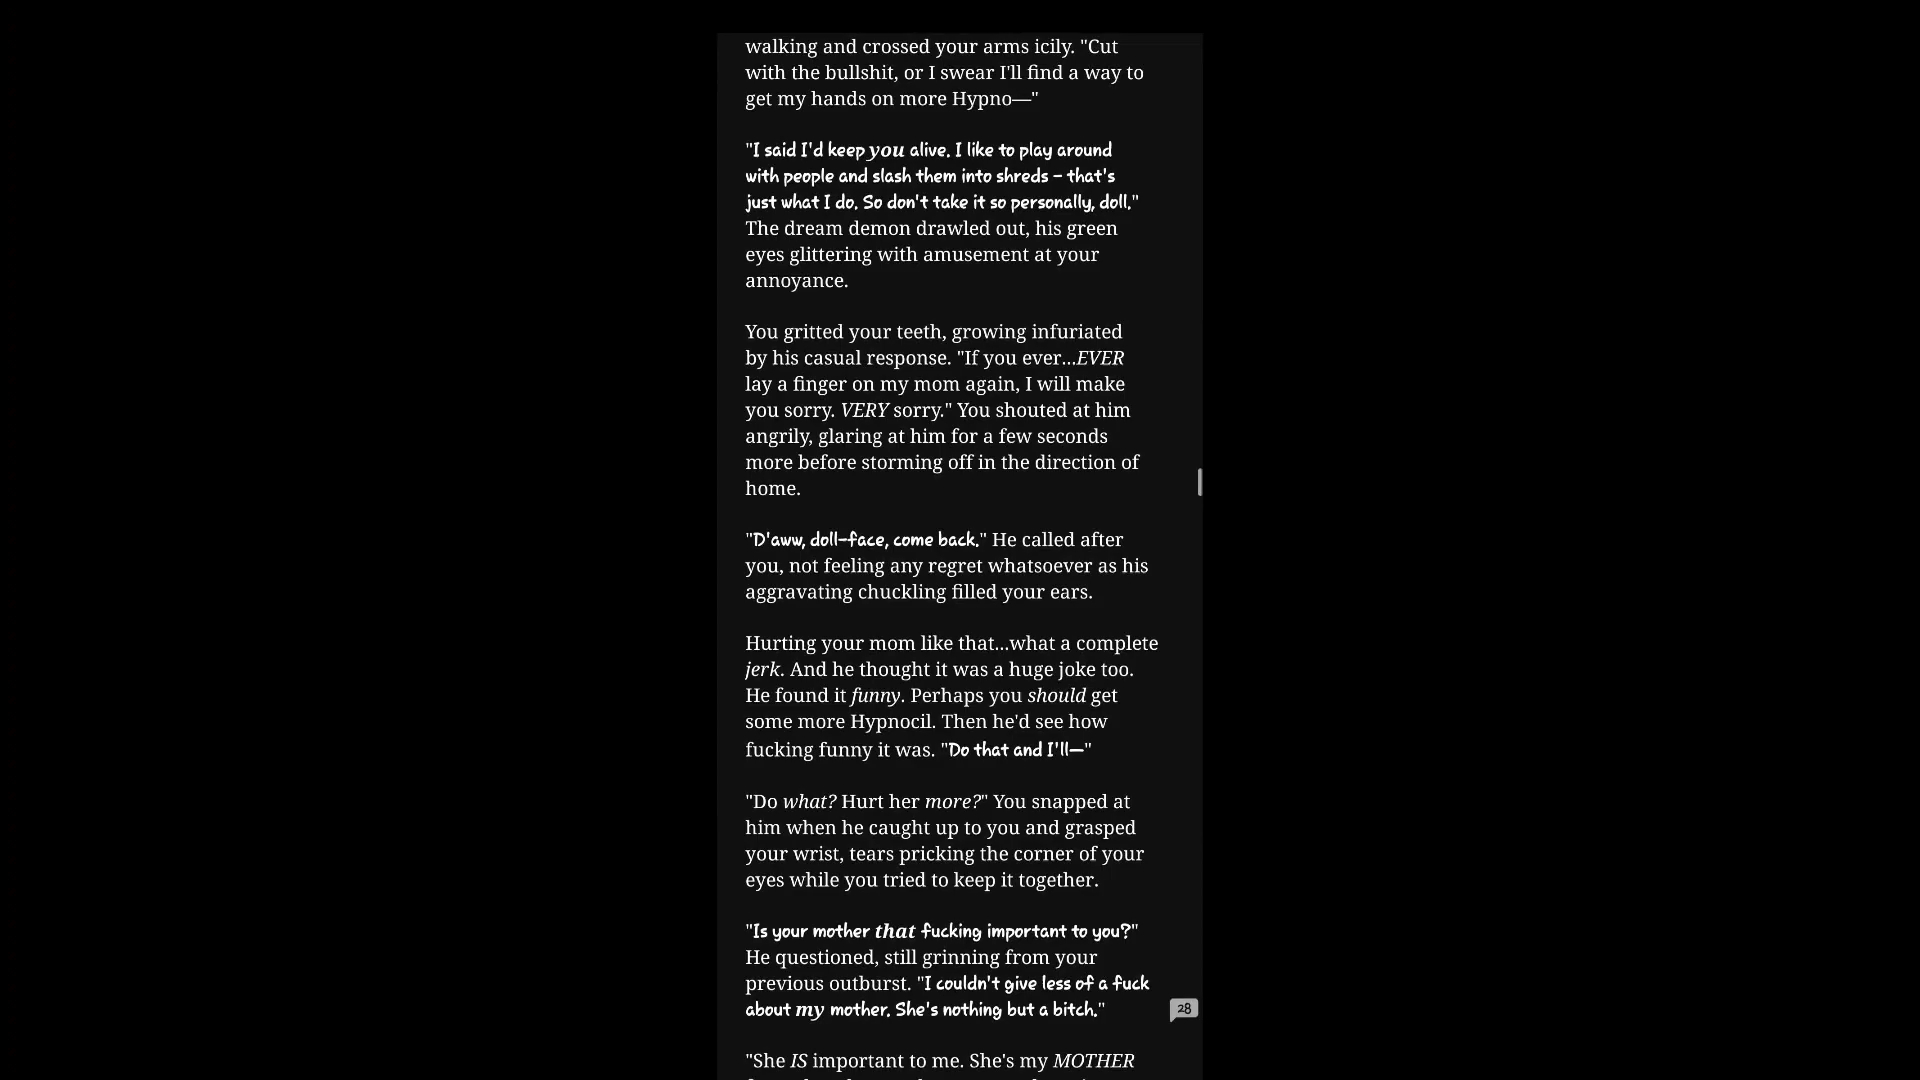 walking and crossed your arms icily. "Cut
with the bullshit, or I swear I'll find a way to
get my hands on more Hypno—"
"I said I'd keep you alive. I like to play around
with people and slash them into shreds – that's
just what I do. So don't take it so personally, doll."
The dream demon drawled out, his green
eyes glittering with amusement at your
annoyance.
You gritted your teeth, growing infuriated
by his casual response. "If you ever...EVER
lay a finger on my mom again, I will make
you sorry. VERY sorry." You shouted at him
angrily, glaring at him for a few seconds
more before storming off in the direction of
home.
"D'aww, doll-face, come back." He called after
you, not feeling any regret whatsoever as his
aggravating chuckling filled your ears.
Hurting your mom like that...what a complete
jerk. And he thought it was a huge joke too.
He found it funny. Perhaps you should get
some more Hypnocil. Then he'd see how
fucking funny it was. "Do that and I'll—"
"Do what? Hurt her more?" You snapped at
him when he caught up to you and grasped
your wrist, tears pricking the corner of your
eyes while you tried to keep it together.
"Is your mother that fucking important to you?"
He questioned, still grinning from your
previous outburst. "I couldn't give less of a fuck
about my mother. She's nothing but a bitch."
28
"She IS important to me. She's my MOTHER